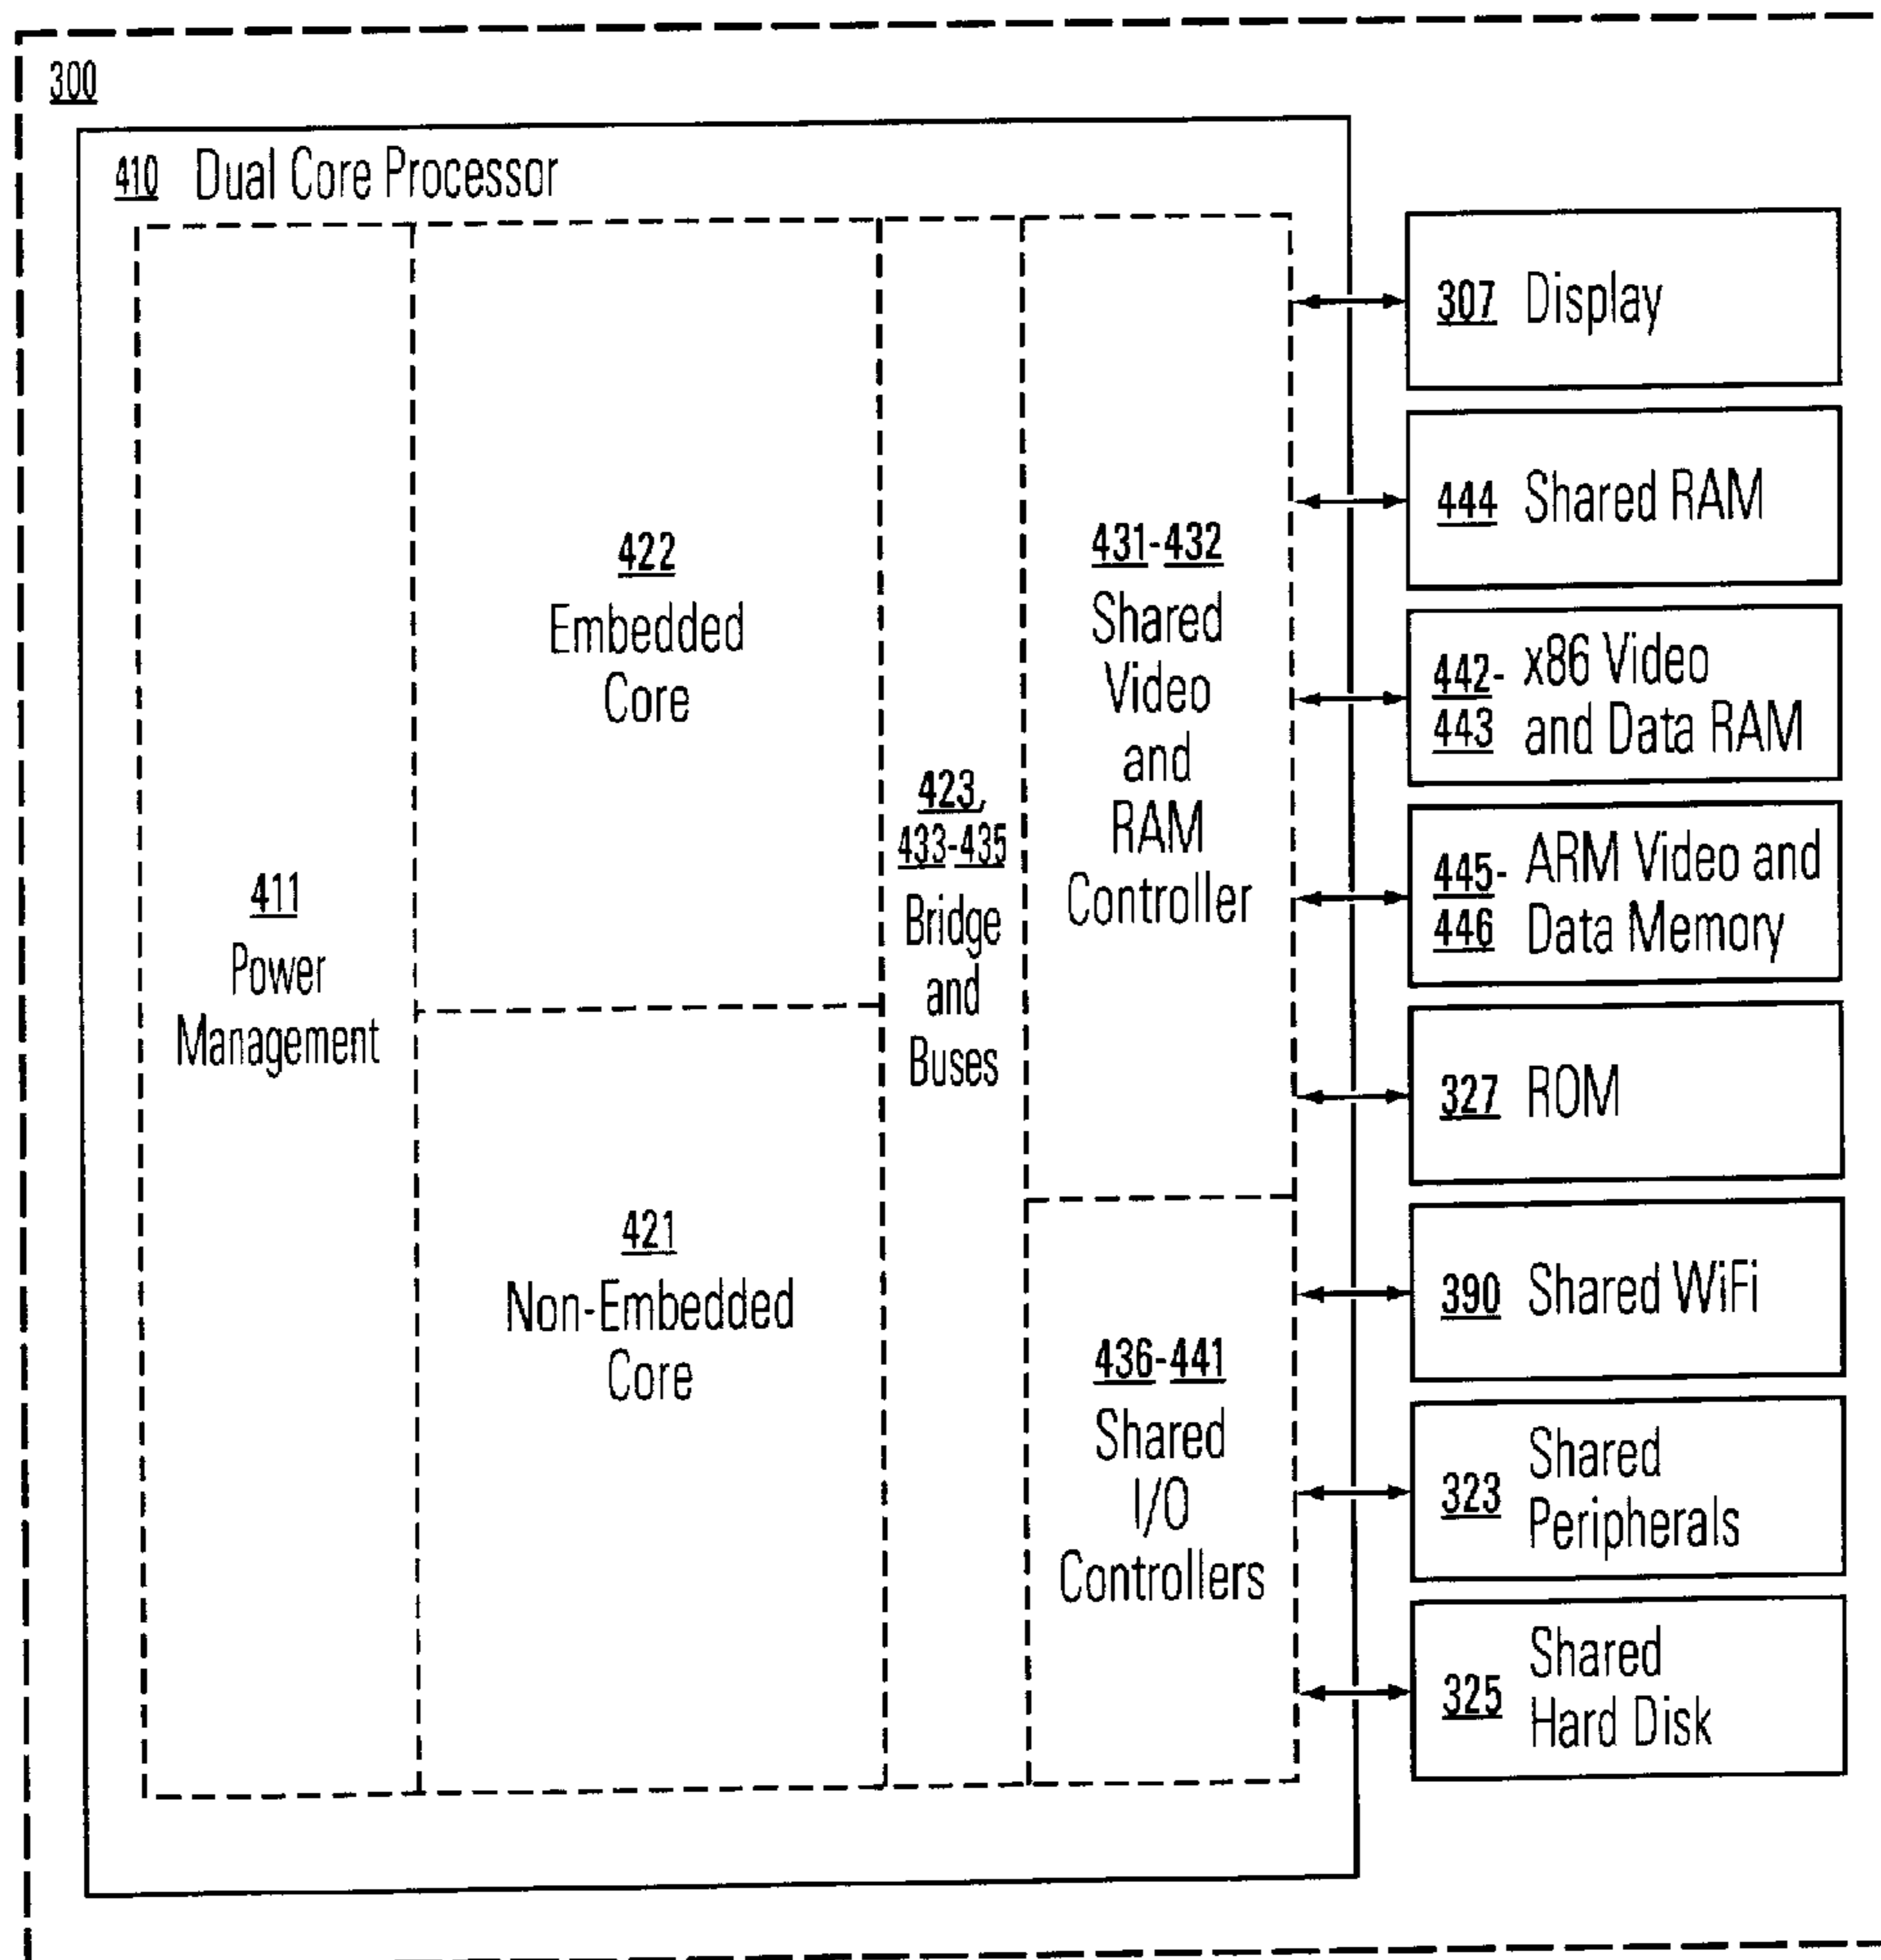 300
410 Dual Core Processor
411
Power
Management
422
Embedded
Core
421
Non-Embedded
Core
423,
433-435
Bridge
and
Buses
431-432
Shared
Video
and
RAM
Controller
436-441
Shared
I/O
Controllers
307 Display
444 Shared RAM
442- x86 Video
443 and Data RAM
445- ARM Video and
446 Data Memory
327 ROM
390 Shared WiFi
323 Shared
Peripherals
325 Shared
Hard Disk